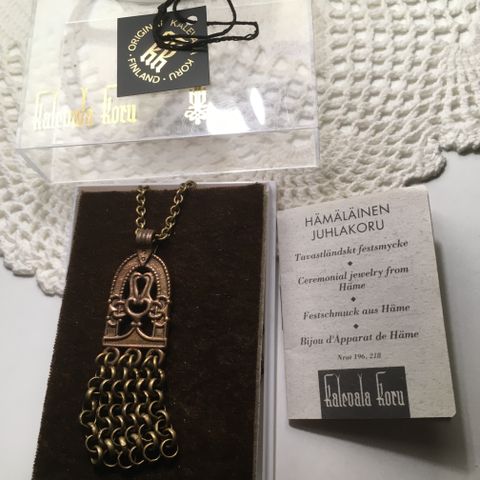 ORIGINAL KALEVALA KORU · FINLAND ·
kk
kalevala koru
HÄMÄLÄINEN
JUHLAKORU
Tavastländskt festsmycke
Ceremonial jewelry from
Häme
Festschmuck aus Häme
Bijou d'Apparat de Häme
Nrot 196, 218
kalevala koru